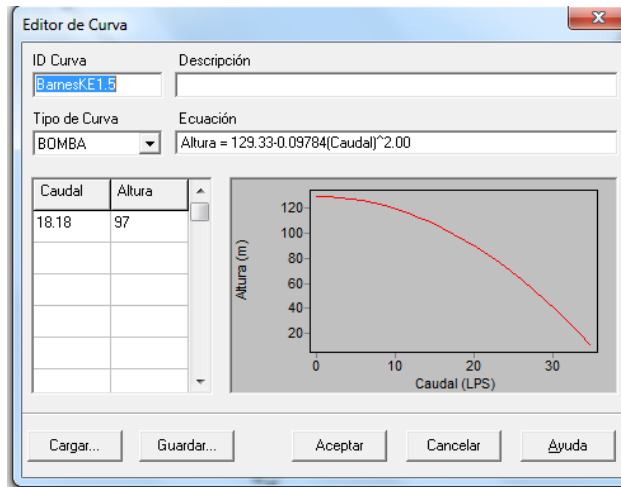 Editor de Curva
ID Curva Descripción
BarnesKE1.5
Tipo de Curva Ecuación
BOMBA Altura = 129.33-0.09784(Caudal)^2.00
Caudal Altura
18.18 97
Altura (m)
120
100
80
60
40
20
0 10 20 30
Caudal (LPS)
Cargar... Guardar... Aceptar Cancelar Ayuda